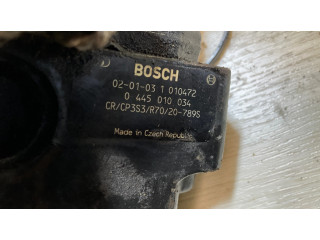 BOSCH
02-01-03 1 010472
0 445 010 034
CR/CP3S3/R70/20-789S
Made in Czech Republic